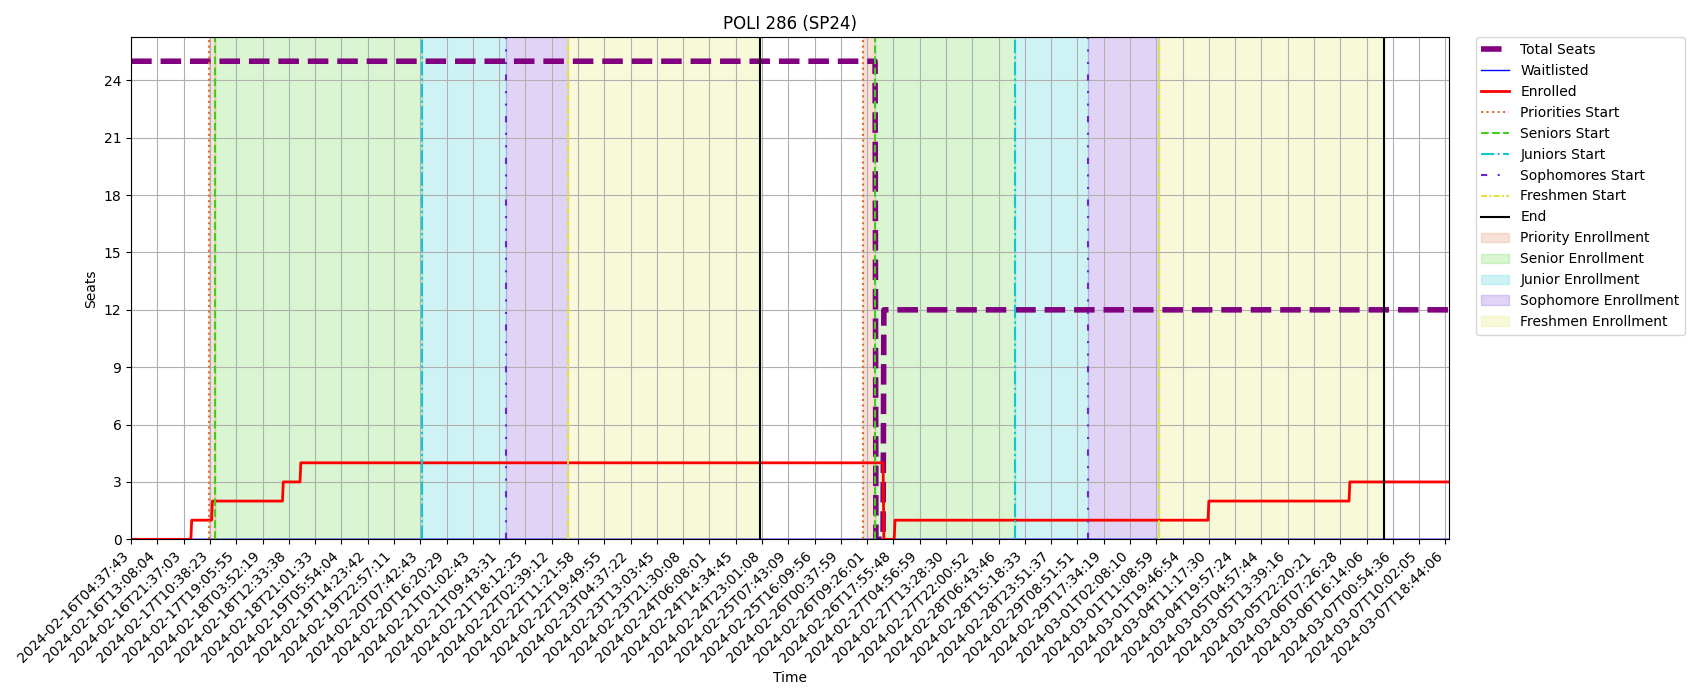 POLI 286 (SP24)
Seats
24
21
18
15
12
9
6
3
0
Total Seats
Waitlisted
Enrolled
Priorities Start
Seniors Start
Juniors Start
Sophomores Start
Freshmen Start
End
Priority Enrollment
Senior Enrollment
Junior Enrollment
Sophomore Enrollment
Freshmen Enrollment
2024-02-16T04:37:43
2024-02-16T13:08:04
2024-02-16T21:37:03
2024-02-17T10:38:23
2024-02-17T19:05:55
2024-02-18T03:52:19
2024-02-18T12:33:38
2024-02-18T21:01:33
2024-02-19T05:54:04
2024-02-19T14:23:42
2024-02-19T22:57:11
2024-02-20T07:42:43
2024-02-20T16:20:29
2024-02-21T01:02:43
2024-02-21T09:43:31
2024-02-21T18:12:25
2024-02-22T02:39:12
2024-02-22T11:21:58
2024-02-22T19:49:55
2024-02-23T04:37:22
2024-02-23T13:03:45
2024-02-23T21:30:08
2024-02-24T06:08:01
2024-02-24T14:34:45
2024-02-24T23:01:08
2024-02-25T07:43:09
2024-02-25T16:09:56
2024-02-26T00:37:59
2024-02-26T09:26:01
2024-02-26T17:55:48
2024-02-27T04:56:59
2024-02-27T13:28:30
2024-02-27T22:00:52
2024-02-28T06:43:46
2024-02-28T15:18:33
2024-02-28T23:51:37
2024-02-29T08:51:51
2024-02-29T17:34:19
2024-03-01T02:08:10
2024-03-01T11:08:59
2024-03-01T19:46:54
2024-03-04T11:17:30
2024-03-04T19:57:24
2024-03-05T04:57:44
2024-03-05T13:39:16
2024-03-05T22:20:21
2024-03-06T07:26:28
2024-03-06T16:14:06
2024-03-07T00:54:36
2024-03-07T10:02:05
2024-03-07T18:44:06
Time